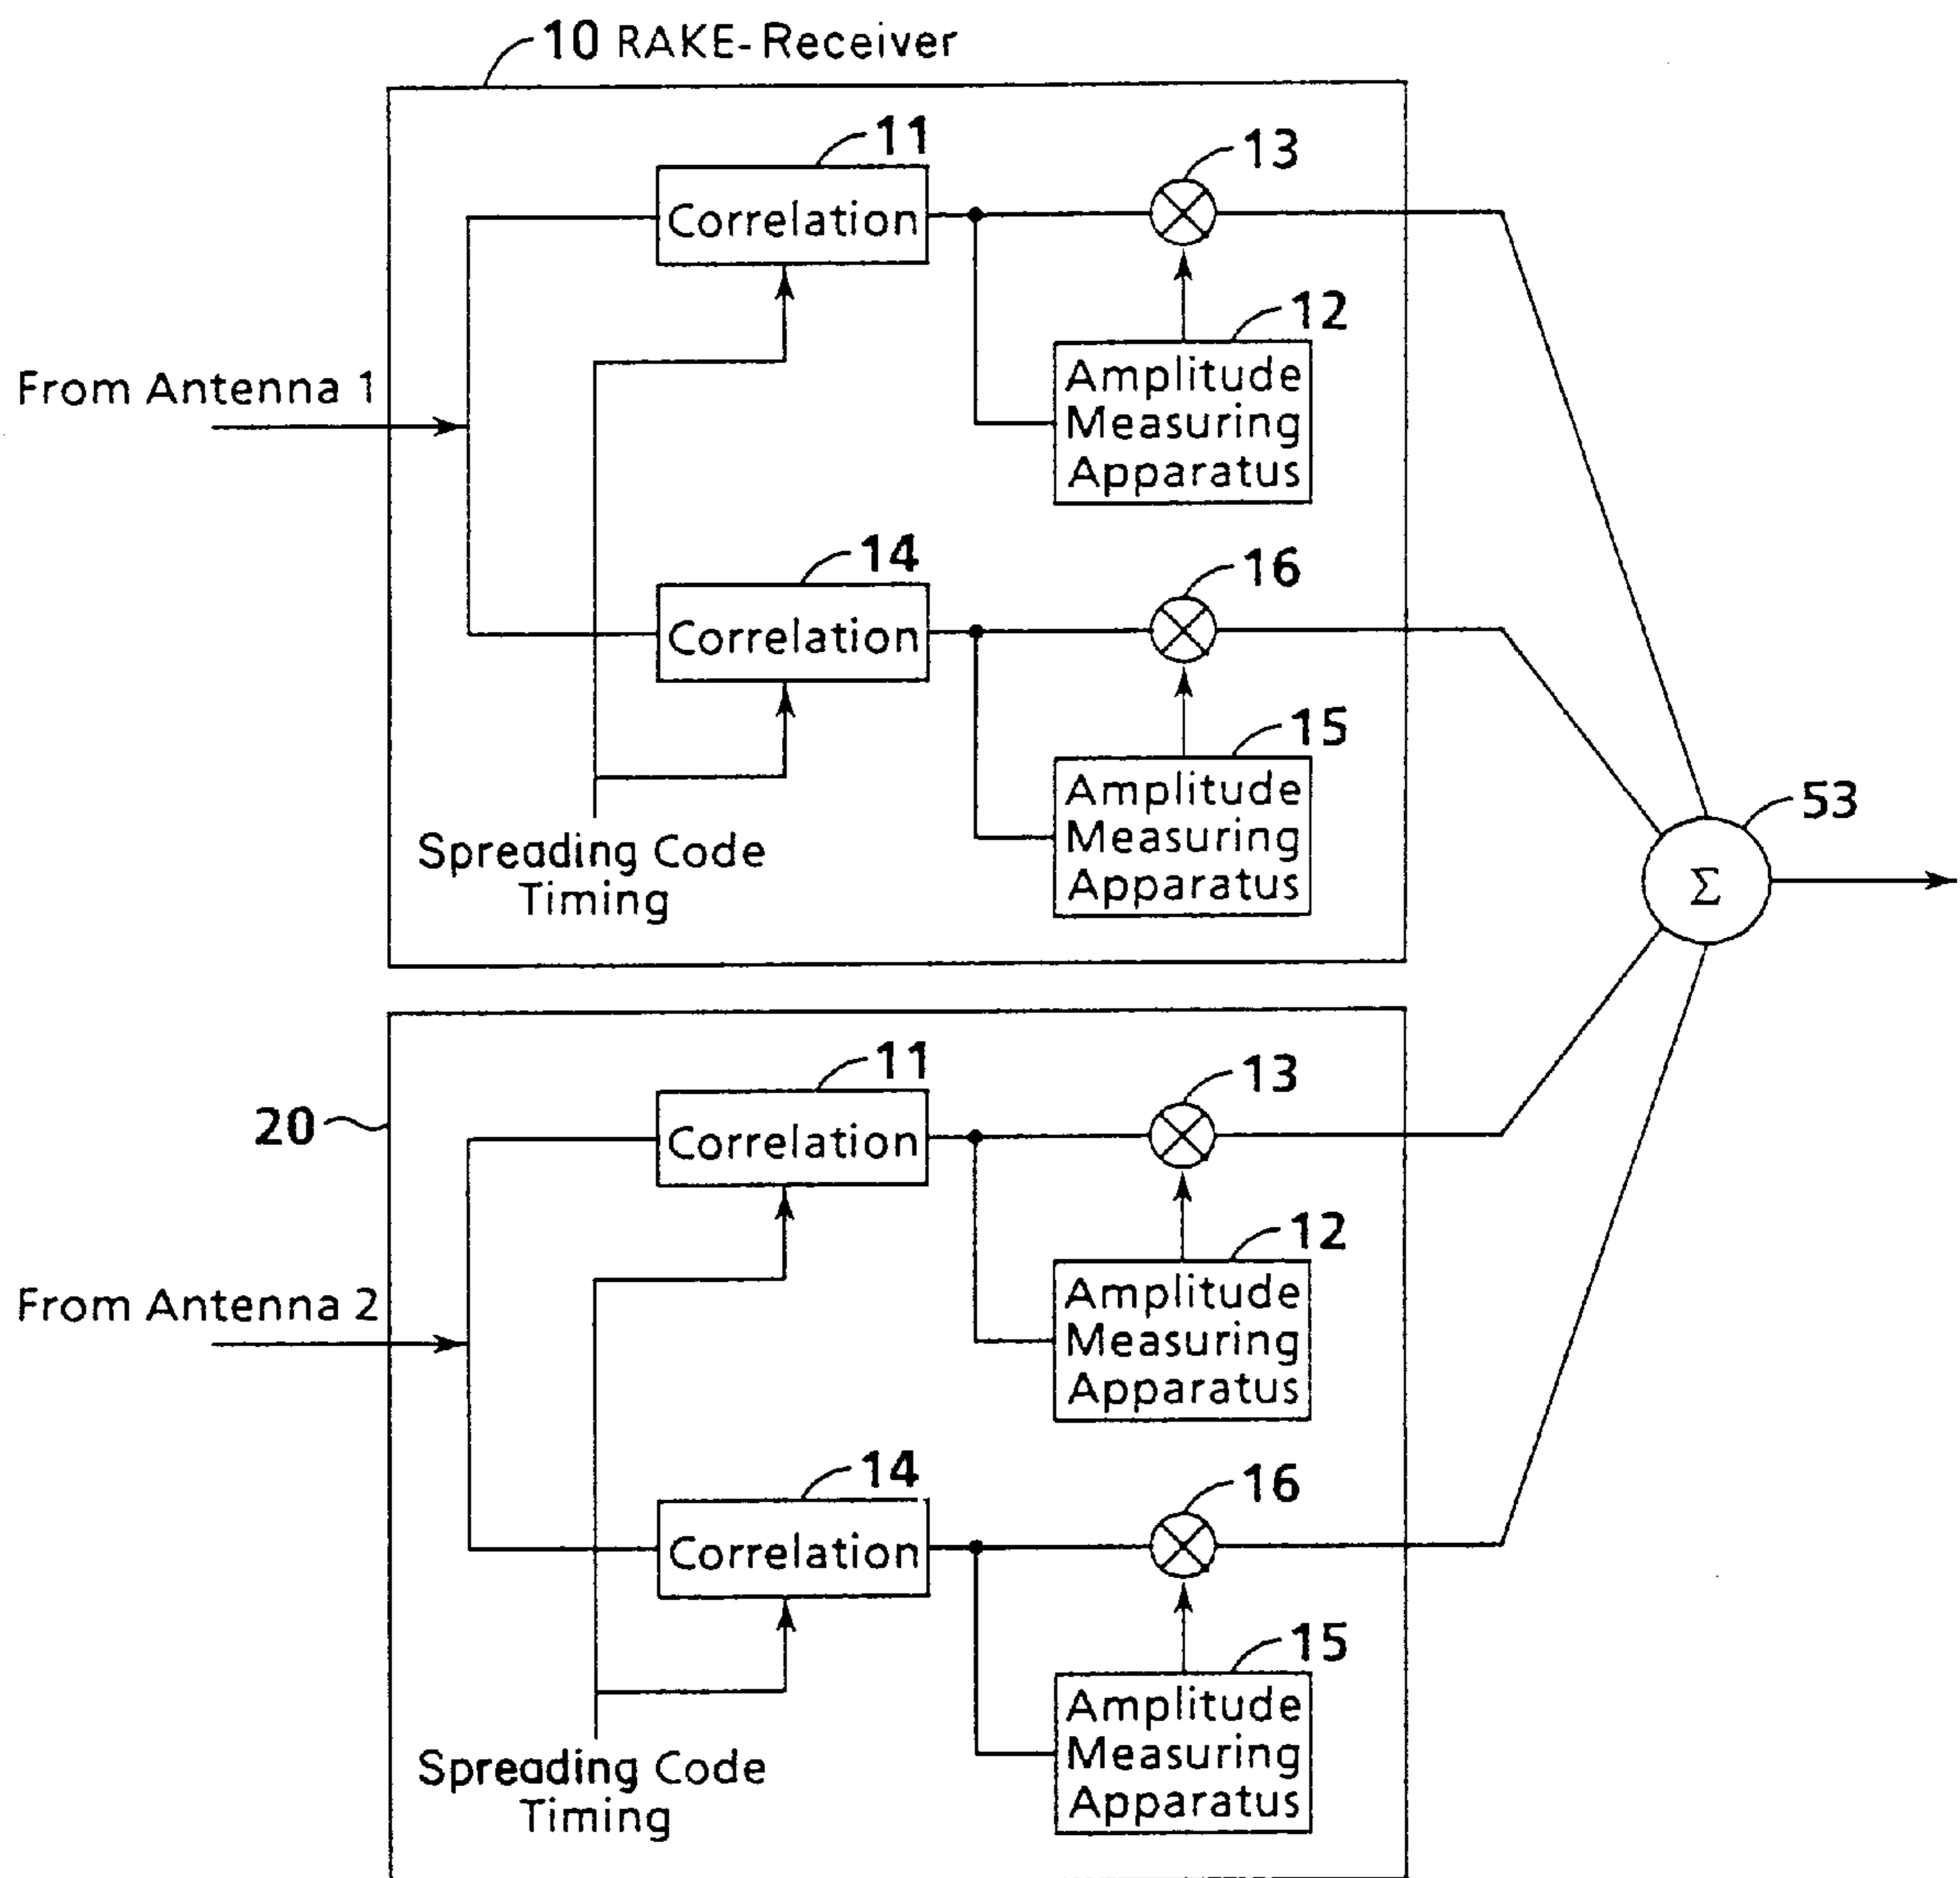 10 RAKE-Receiver
11
13
Correlation
12
From Antenna 1
Amplitude
Measuring
Apparatus
14
16
Correlation
15
Amplitude
Measuring
Apparatus
Spreading Code
Timing
53
Σ
11
13
20
Correlation
12
From Antenna 2
Amplitude
Measuring
Apparatus
14
16
Correlation
15
Amplitude
Measuring
Apparatus
Spreading Code
Timing